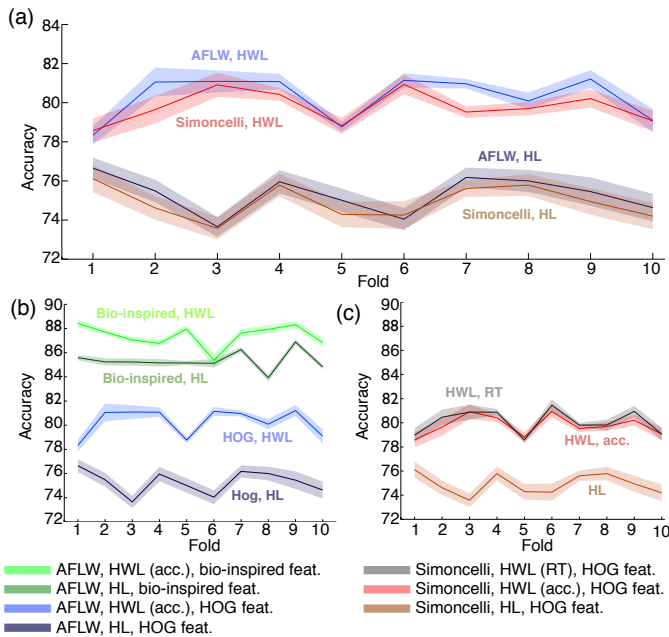 (a)
84
82
80
78
76
74
72
Accuracy
AFLW, HWL
Simoncelli, HWL
AFLW, HL
Simoncelli, HL
1 2 3 4 5 6 7 8 9 10
Fold
(b)
90
88
86
84
82
80
78
76
74
72
Accuracy
Bio-inspired, HWL
Bio-inspired, HL
HOG, HWL
Hog, HL
1 2 3 4 5 6 7 8 9 10
Fold
(c)
90
88
86
84
82
80
78
76
74
72
Accuracy
HWL, RT
HWL, acc.
HL
1 2 3 4 5 6 7 8 9 10
Fold
AFLW, HWL (acc.), bio-inspired feat.
AFLW, HL, bio-inspired feat.
AFLW, HWL (acc.), HOG feat.
AFLW, HL, HOG feat.
Simoncelli, HWL (RT), HOG feat.
Simoncelli, HWL (acc.), HOG feat.
Simoncelli, HL, HOG feat.